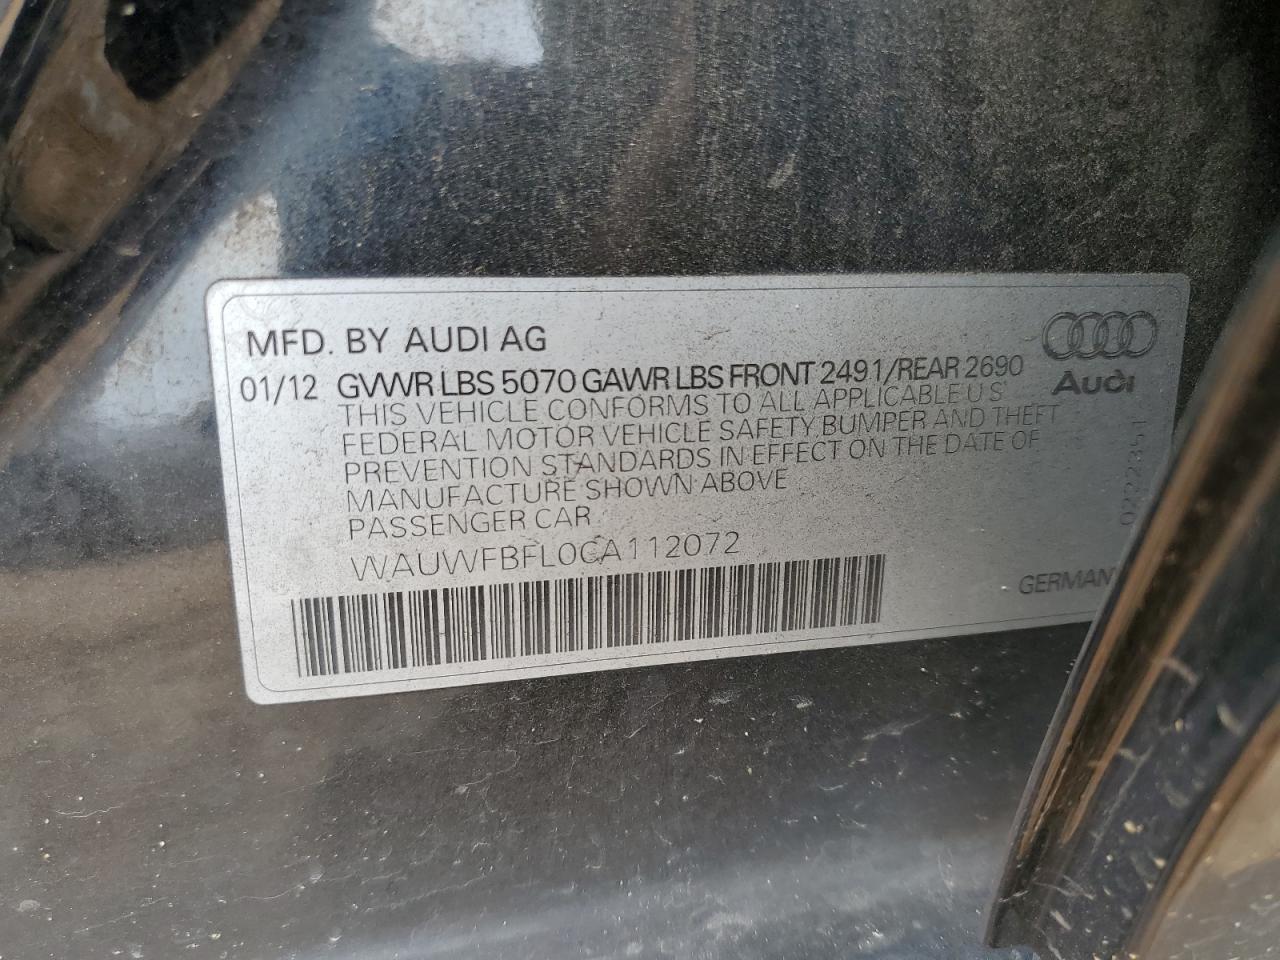 MFD. BY AUDI AG
01/12 GVWR LBS 5070 GAWR LBS FRONT 2491/REAR 2690
Audi
THIS VEHICLE CONFORMS TO ALL APPLICABLE U S
FEDERAL MOTOR VEHICLE SAFETY BUMPER AND THEFT
PREVENTION STANDARDS IN EFFECT ON THE DATE OF
MANUFACTURE SHOWN ABOVE
PASSENGER CAR
WAUWFBFL0CA112072
GERMAN